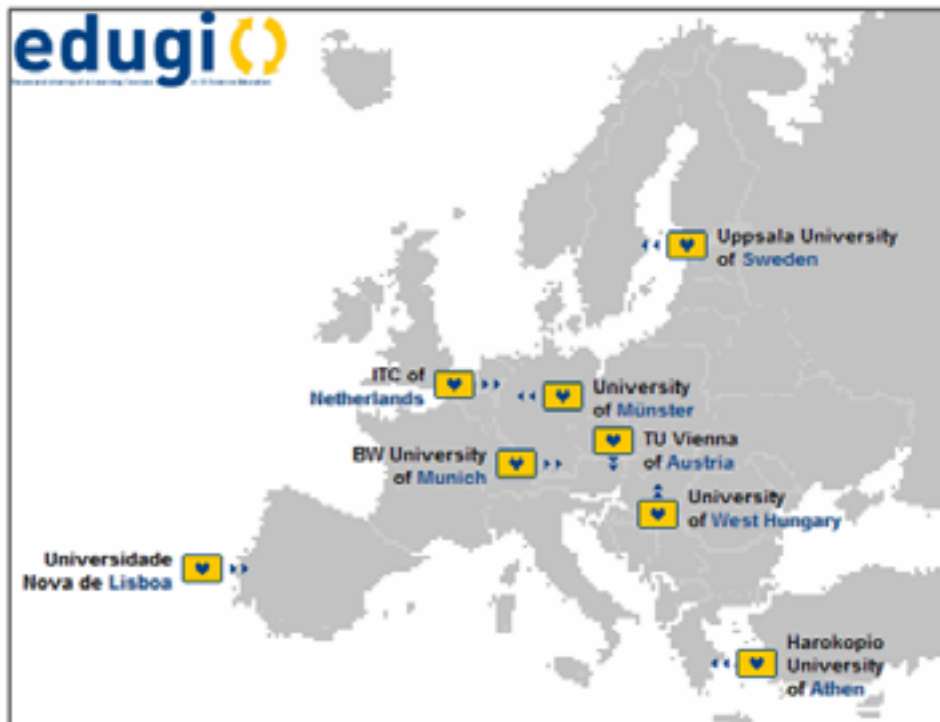 edugi
Uppsala University
of Sweden
ITC of
Netherlands
University
of Münster
TU Vienna
of Austria
BW University
of Munich
University
of West Hungary
Universidade
Nova de Lisboa
Harokopio
University
of Athen